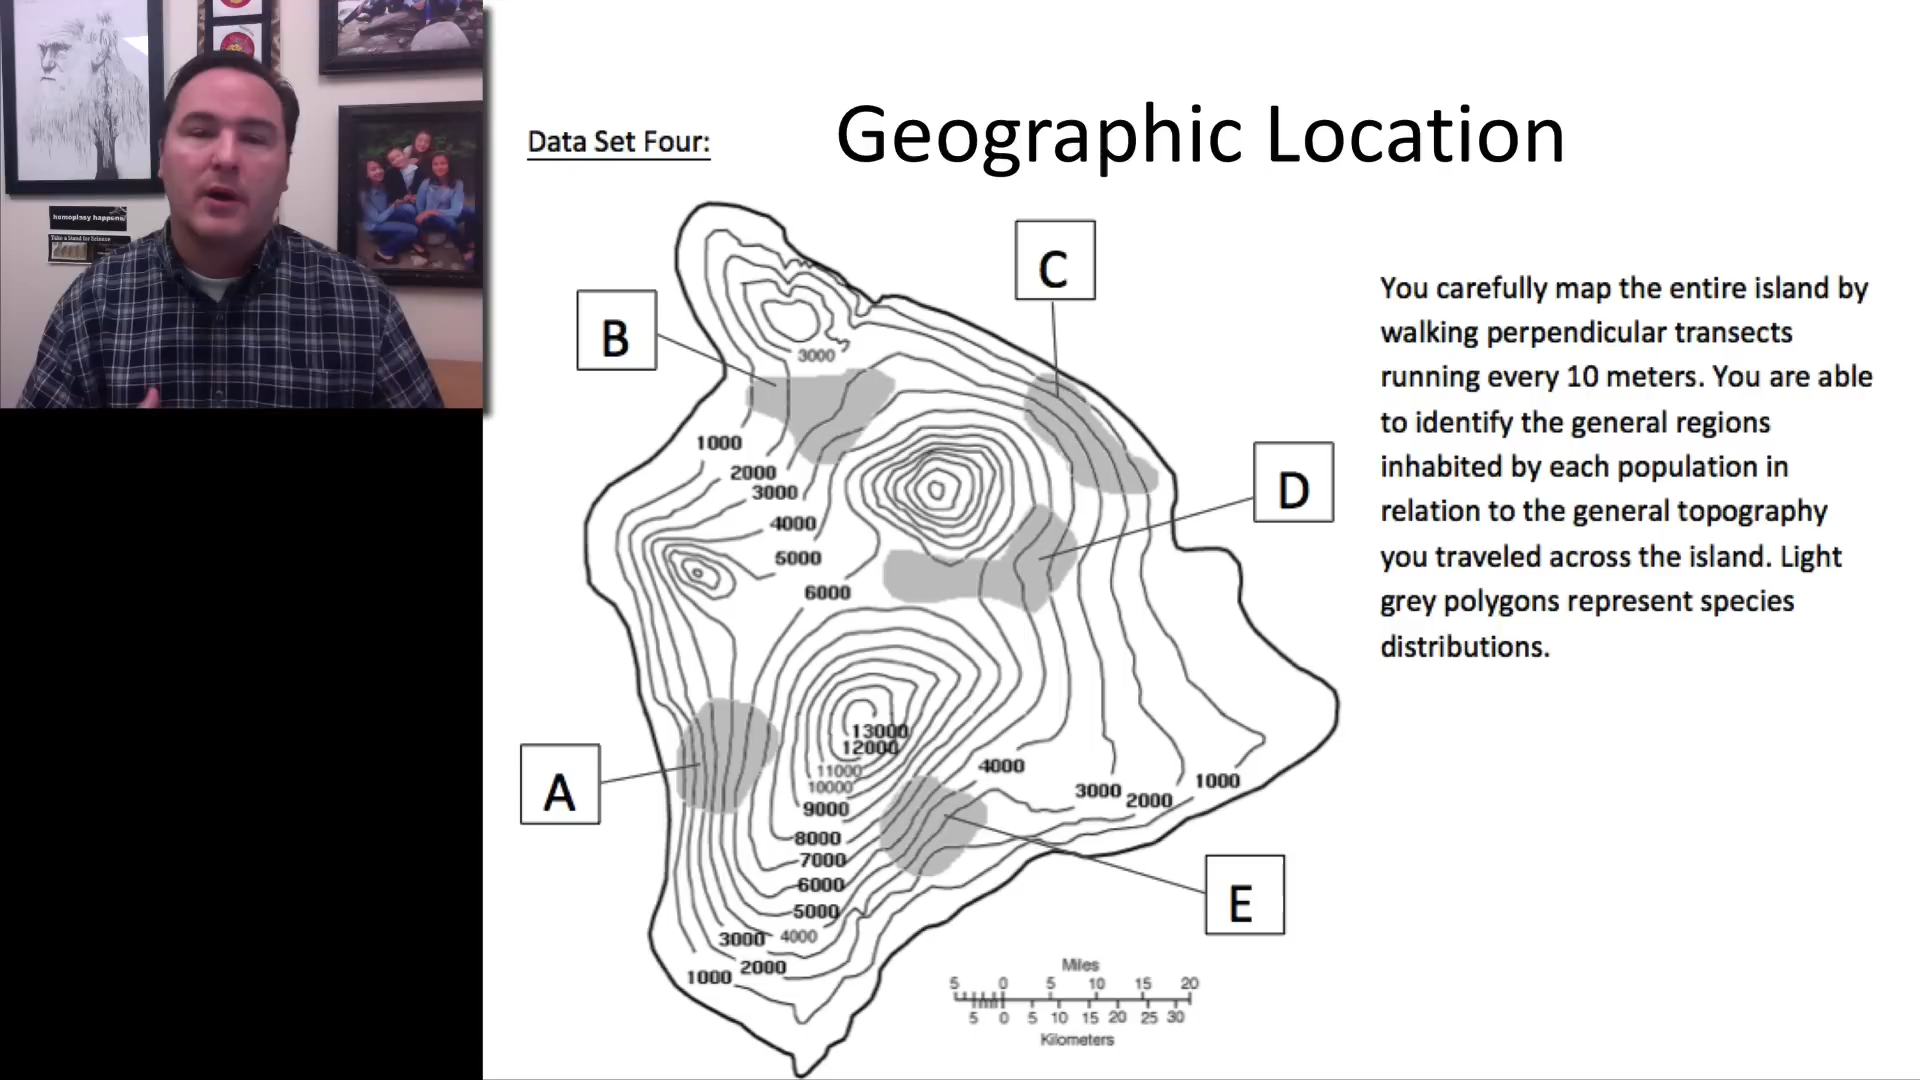 homoplasy happens!
Take a Stand for Science
Data Set Four:
Geographic Location
C
B
D
A
E
You carefully map the entire island by
walking perpendicular transects
running every 10 meters. You are able
to identify the general regions
inhabited by each population in
relation to the general topography
you traveled across the island. Light
grey polygons represent species
distributions.
3000
1000
2000
3000
4000
5000
6000
13000
12000
11000
10000
9000
8000
7000
6000
5000
3000 4000
1000 2000
4000
3000 2000 1000
Miles
5 0 5 10 15 20
5 0 5 10 15 20 25 30
Kilometers